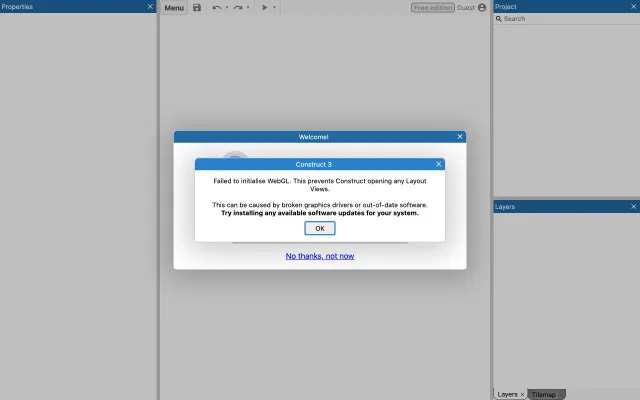 Properties
Menu
Free edition
Guest
Project
Search
Welcome!
Construct 3
Failed to initialise WebGL. This prevents Construct opening any Layout
Views.
This can be caused by broken graphics drivers or out-of-date software.
Try installing any available software updates for your system.
OK
No thanks, not now
Layers
Layers
Tilemap